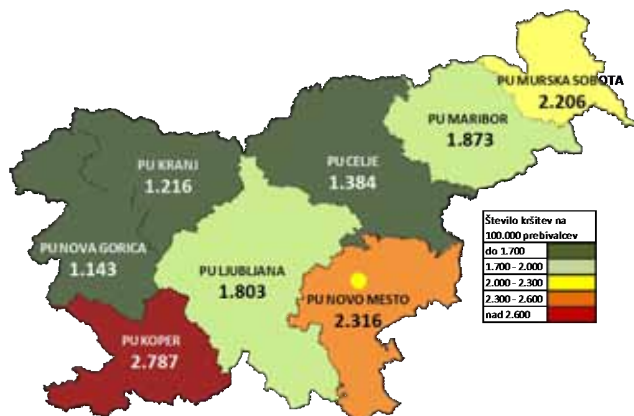 PU MURSKA SOBOTA
2.206
PU MARIBOR
1.873
PU KRANJ
1.216
PU CELJE
1.384
PU NOVA GORICA
1.143
PU LJUBLJANA
1.803
PU NOVO MESTO
2.316
PU KOPER
2.787
Število kršitev na
100.000 prebivalcev
do 1.700
1.700 - 2.000
2.000 - 2.300
2.300 - 2.600
nad 2.600